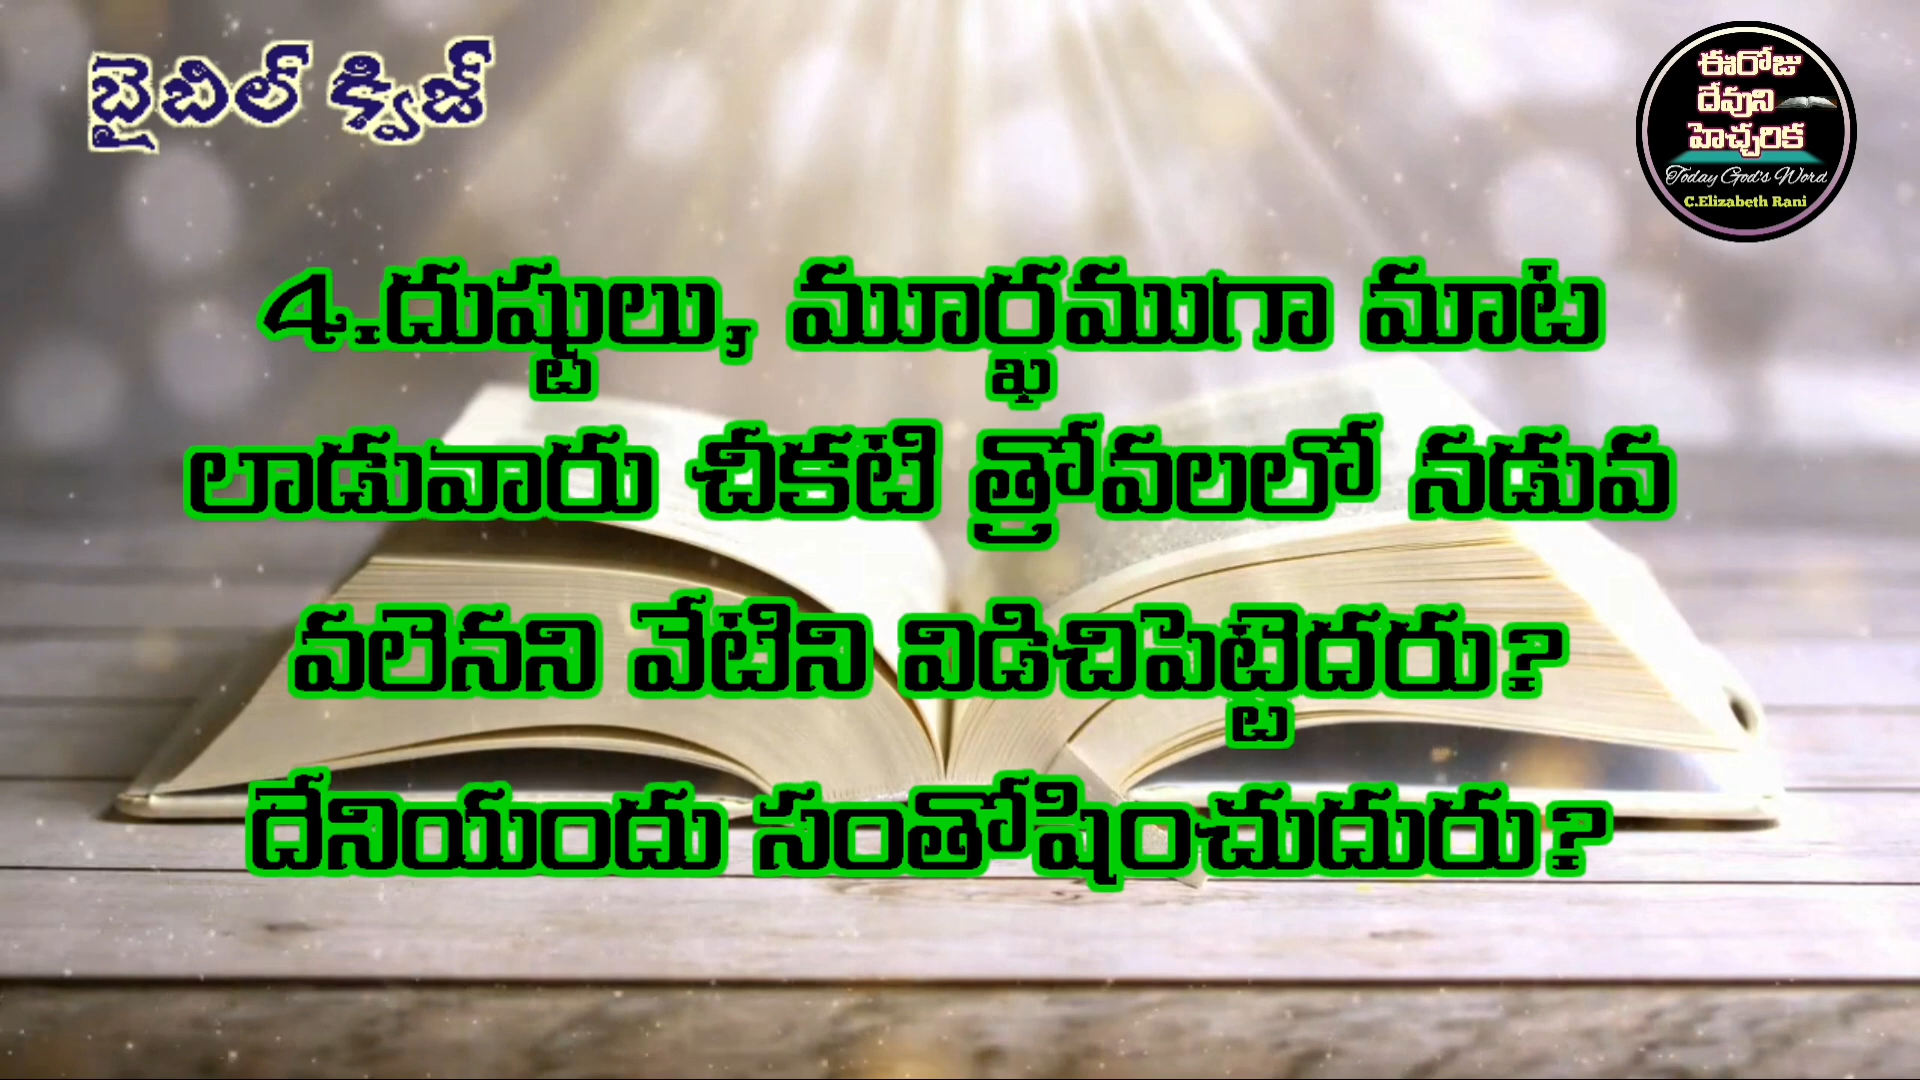 బైబిల్ క్విజ్
ఈరోజు
దేవుని
హెచ్చరిక
Today God's Word
C.Elizabeth Rani
4.దుష్టులు, మూర్ఖముగా మాట
లాడువారు చీకటి త్రోవలలో నడువ
వలెనని వేటిని విడిచిపెట్టెదరు?
దేనియందు సంతోషించుదురు?